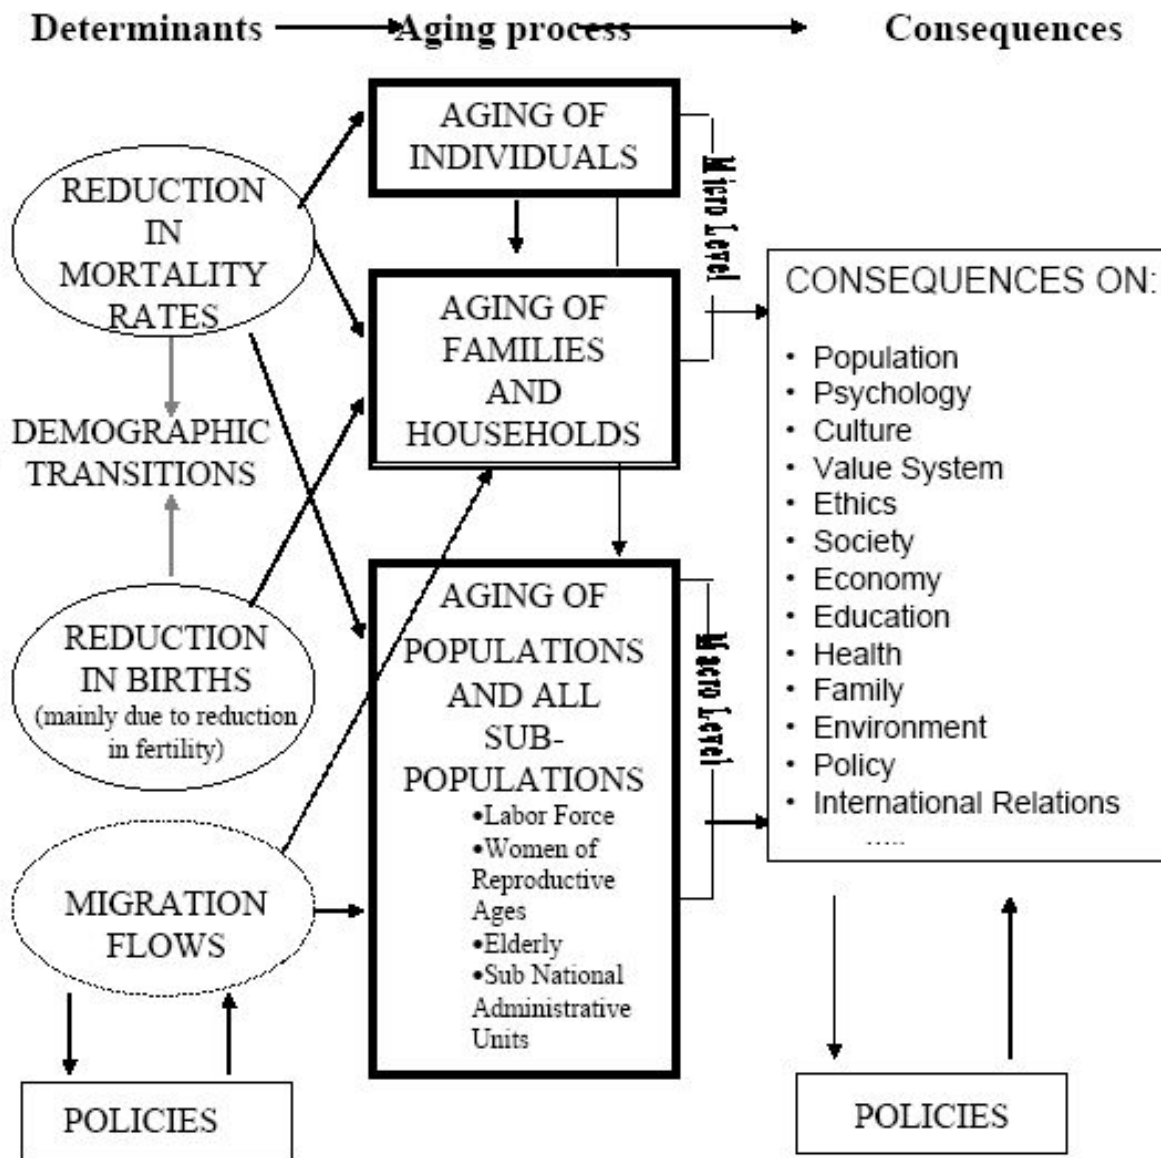 Determinants
Aging process
Consequences
REDUCTION
IN
MORTALITY
RATES
DEMOGRAPHIC
TRANSITIONS
REDUCTION
IN BIRTHS
(mainly due to reduction
in fertility)
MIGRATION
FLOWS
POLICIES
AGING OF
INDIVIDUALS
AGING OF
FAMILIES
AND
HOUSEHOLDS
AGING OF
POPULATIONS
AND ALL
SUB-
POPULATIONS
•Labor Force
•Women of
Reproductive
Ages
•Elderly
•Sub National
Administrative
Units
Micro Level
Macro Level
CONSEQUENCES ON:
• Population
• Psychology
• Culture
• Value System
• Ethics
• Society
• Economy
• Education
• Health
• Family
• Environment
• Policy
• International Relations
....
POLICIES